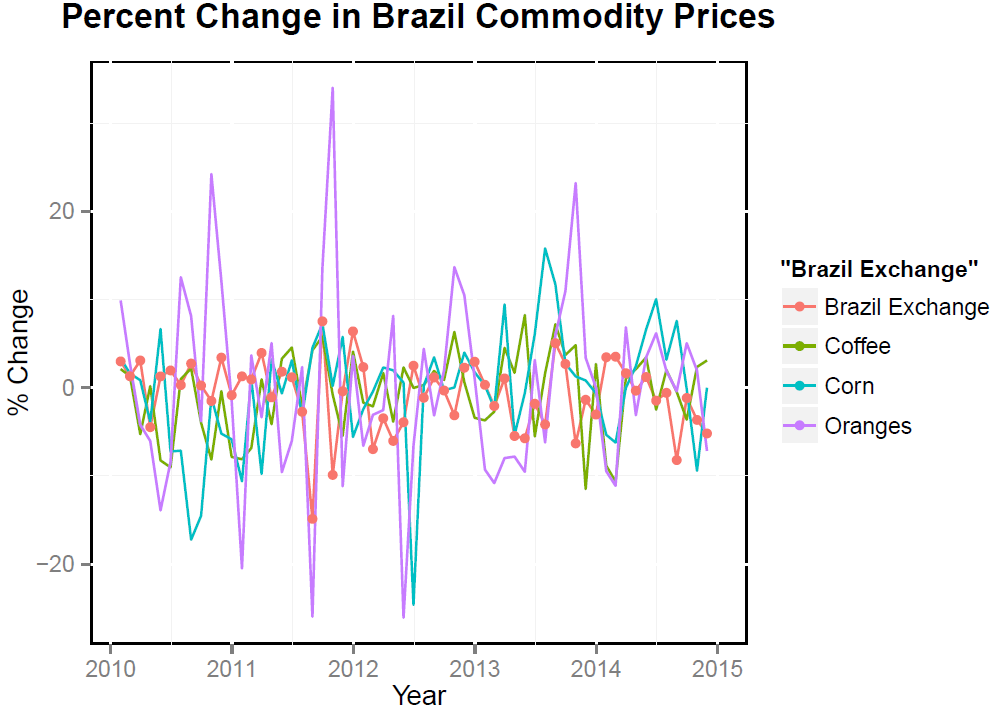 Percent Change in Brazil Commodity Prices
% Change
20
0
−20
2010 2011 2012 2013 2014 2015
Year
"Brazil Exchange"
Brazil Exchange
Coffee
Corn
Oranges